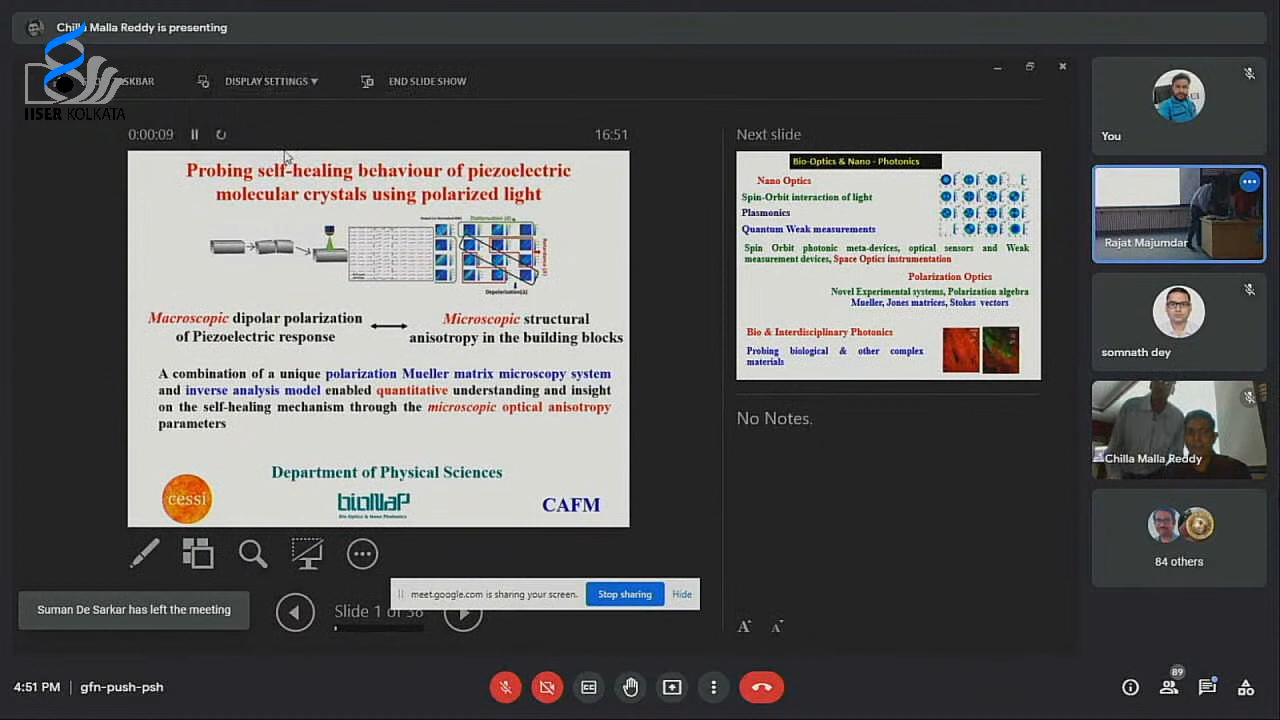 Chilla Malla Reddy is presenting
IISER KOLKATA
TASKBAR
DISPLAY SETTINGS
END SLIDE SHOW
0:00:09
16:51
Probing self-healing behaviour of piezoelectric
molecular crystals using polarized light
Depolarization(Δ)
Macroscopic dipolar polarization
of Piezoelectric response
Microscopic structural
anisotropy in the building blocks
A combination of a unique polarization Mueller matrix microscopy system
and inverse analysis model enabled quantitative understanding and insight
on the self-healing mechanism through the microscopic optical anisotropy
parameters
Department of Physical Sciences
cessi
bioNap
Bio Optics & Nano Photonics
CAFM
Next slide
Bio-Optics & Nano - Photonics
Nano Optics
Spin-Orbit interaction of light
Plasmonics
Quantum Weak measurements
Spin Orbit photonic meta-devices, optical sensors and Weak
measurement devices, Space Optics instrumentation
Polarization Optics
Novel Experimental systems, Polarization algebra
Mueller, Jones matrices, Stokes vectors
Bio & Interdisciplinary Photonics
Probing biological & other complex
materials
No Notes.
meet.google.com is sharing your screen.
Stop sharing
Hide
Suman De Sarkar has left the meeting
Slide 1 of 38
A
A
You
Rajat Majumdar
somnath dey
Chilla Malla Reddy
84 others
4:51 PM | gfn-push-psh
89